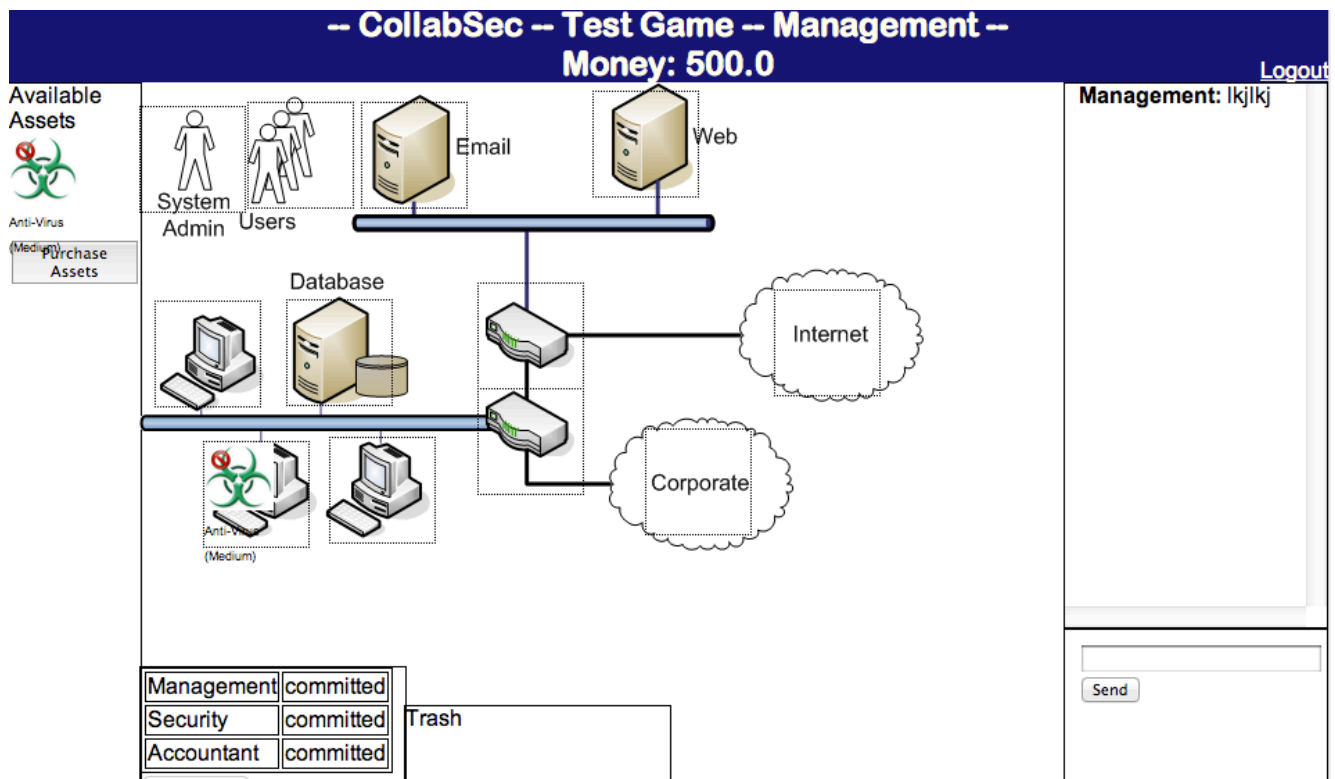 -- CollabSec -- Test Game -- Management --
Money: 500.0
Logout
Available
Assets
Anti-Virus
(Medium)
Purchase
Assets
System
Admin
Users
Email
Web
Database
Internet
Corporate
Anti-Virus
(Medium)
Management: lkjlkj
Send
Management committed
Security committed
Accountant committed
Trash